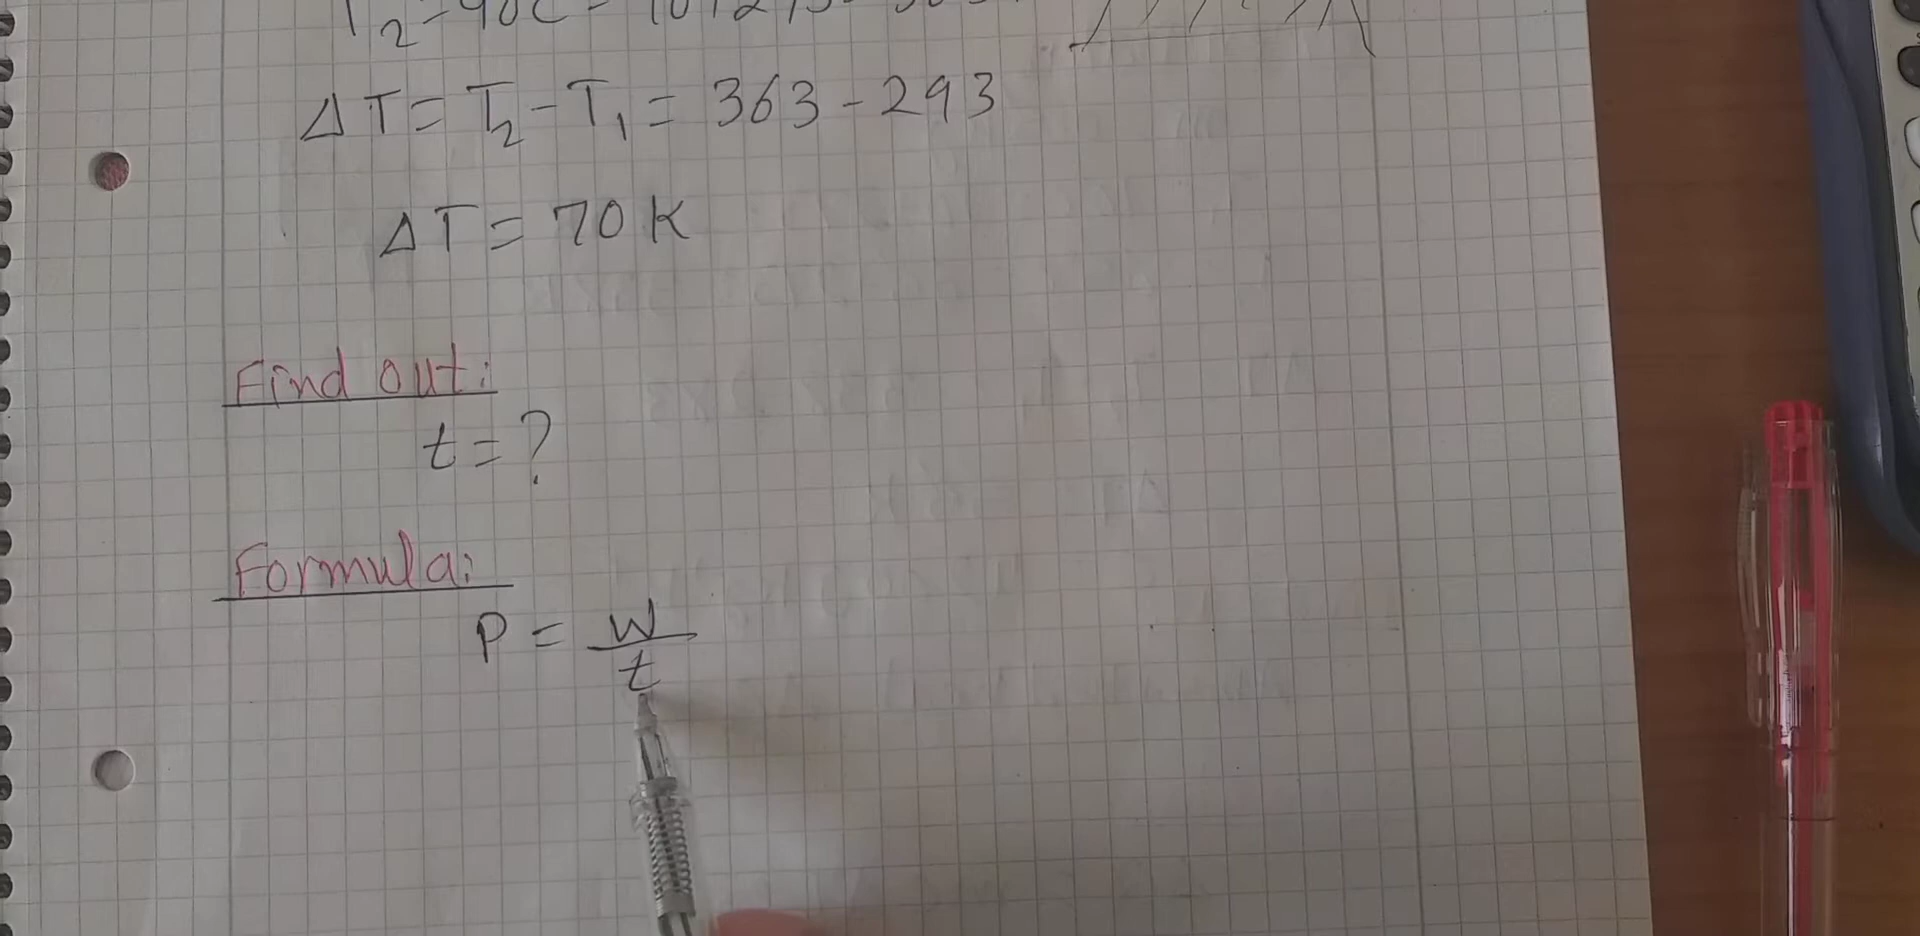 ΔT = T₂ - T₁ = 363 - 293
ΔT = 70 K
Find out:
t = ?
Formula:
P = W/t